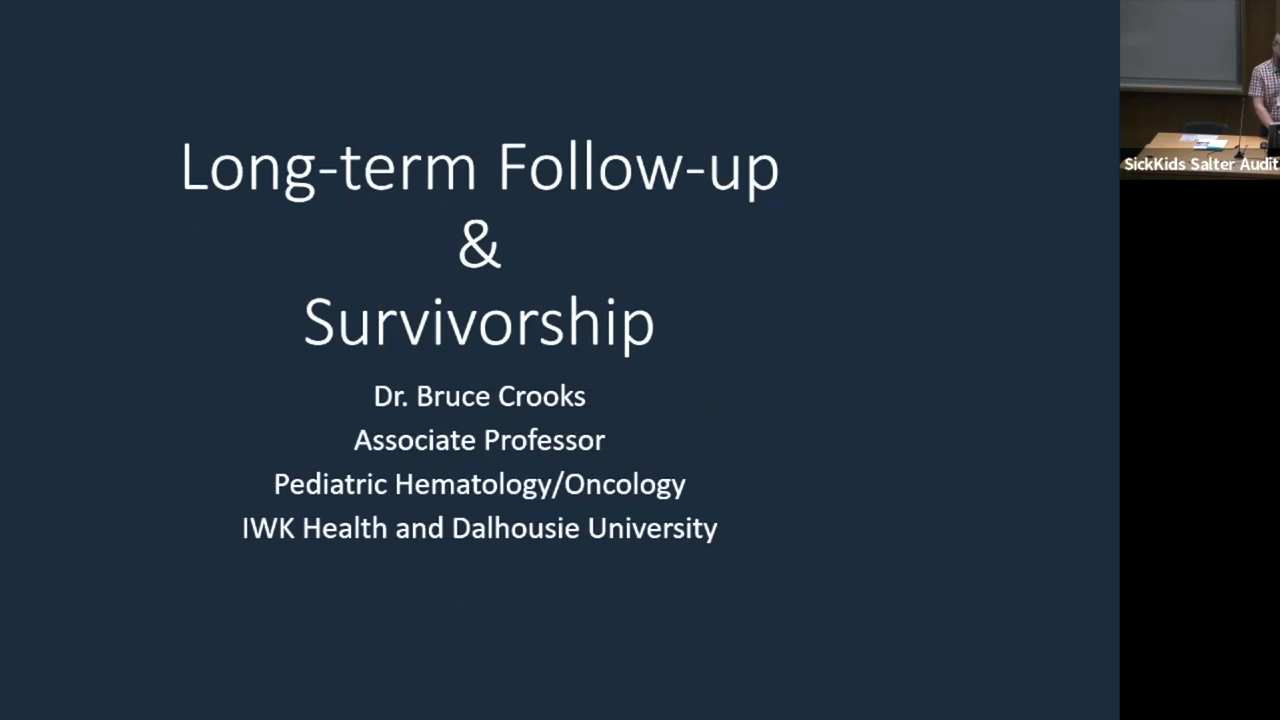 Long-term Follow-up
&
Survivorship
Dr. Bruce Crooks
Associate Professor
Pediatric Hematology/Oncology
IWK Health and Dalhousie University
SickKids Salter Audit